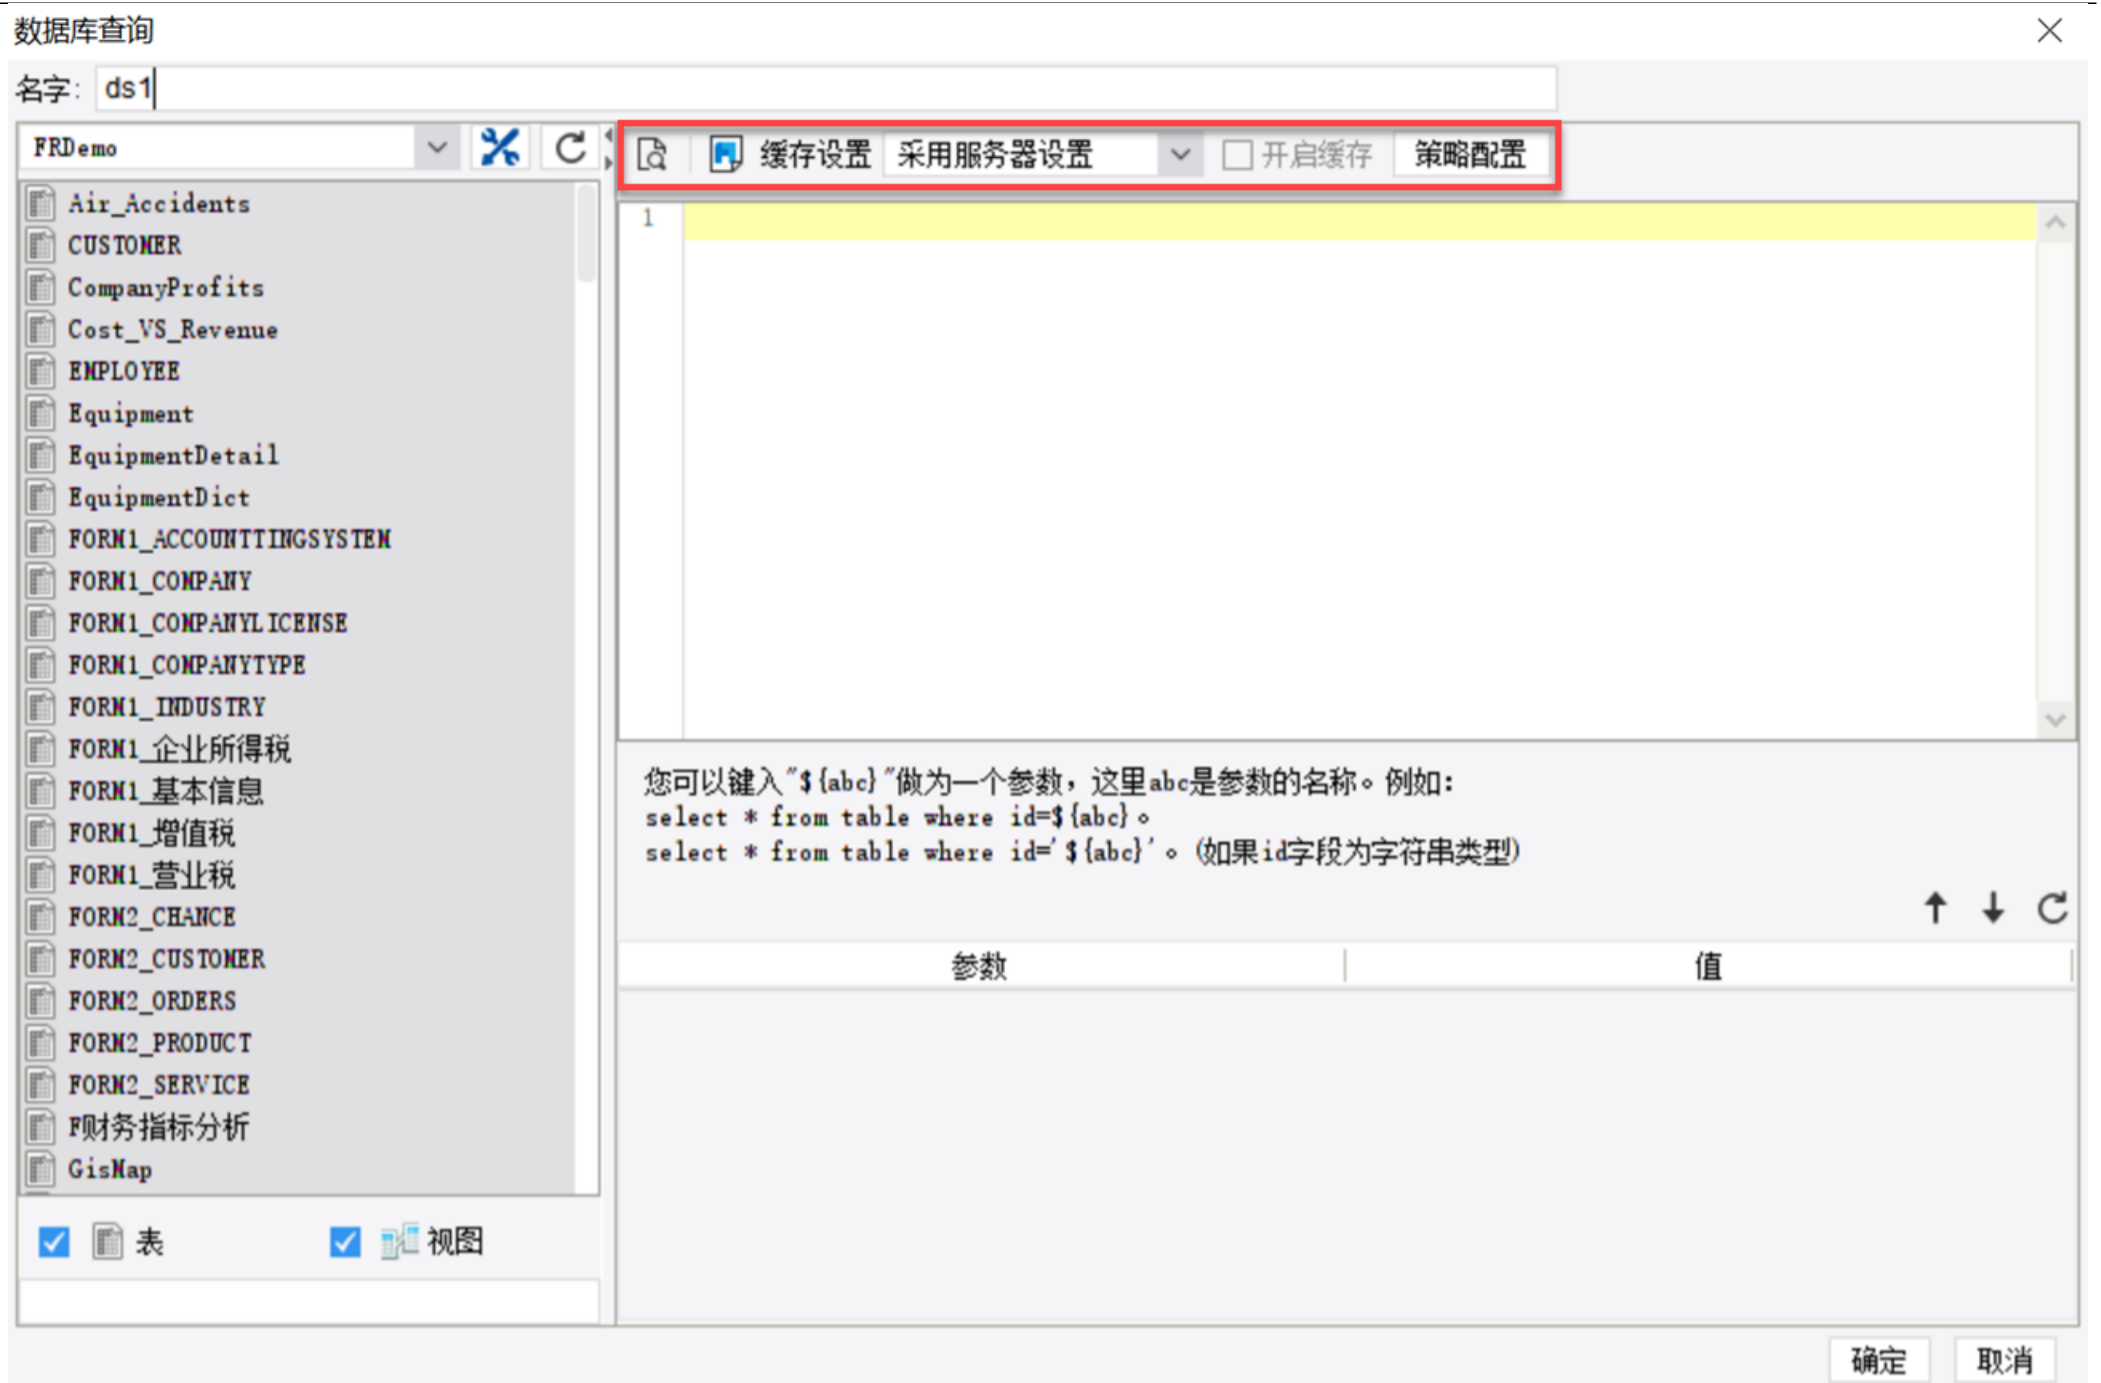 数据库查询
名字: ds1
FRDemo
缓存设置 采用服务器设置 开启缓存 策略配置
Air_Accidents
CUSTOMER
CompanyProfits
Cost_VS_Revenue
EMPLOYEE
Equipment
EquipmentDetail
EquipmentDict
FORM1_ACCOUNTTINGSYSTEM
FORM1_COMPANY
FORM1_COMPANYLICENSE
FORM1_COMPANYTYPE
FORM1_INDUSTRY
FORM1_企业所得税
FORM1_基本信息
FORM1_增值税
FORM1_营业税
FORM2_CHANCE
FORM2_CUSTOMER
FORM2_ORDERS
FORM2_PRODUCT
FORM2_SERVICE
F财务指标分析
GisMap
表 视图
1
您可以键入"${abc}"做为一个参数，这里abc是参数的名称。例如：
select * from table where id=${abc}。
select * from table where id='${abc}'。(如果id字段为字符串类型)
参数 值
确定 取消